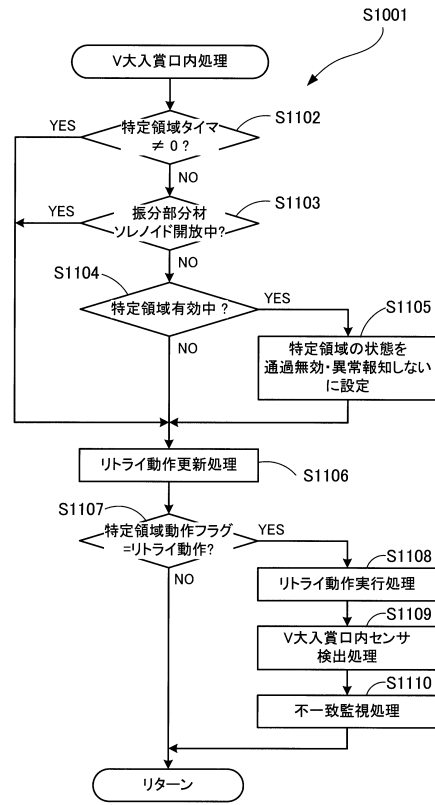 S1001
V大入賞口内処理
S1102
特定領域タイマ
≠ 0 ?
YES
NO
S1103
振分部分材
ソレノイド開放中?
YES
NO
S1104
特定領域有効中 ?
YES
NO
S1105
特定領域の状態を
通過無効・異常報知しない
に設定
リトライ動作更新処理
S1106
S1107
特定領域動作フラグ
=リトライ動作?
YES
NO
S1108
リトライ動作実行処理
S1109
V大入賞口内センサ
検出処理
S1110
不一致監視処理
リターン